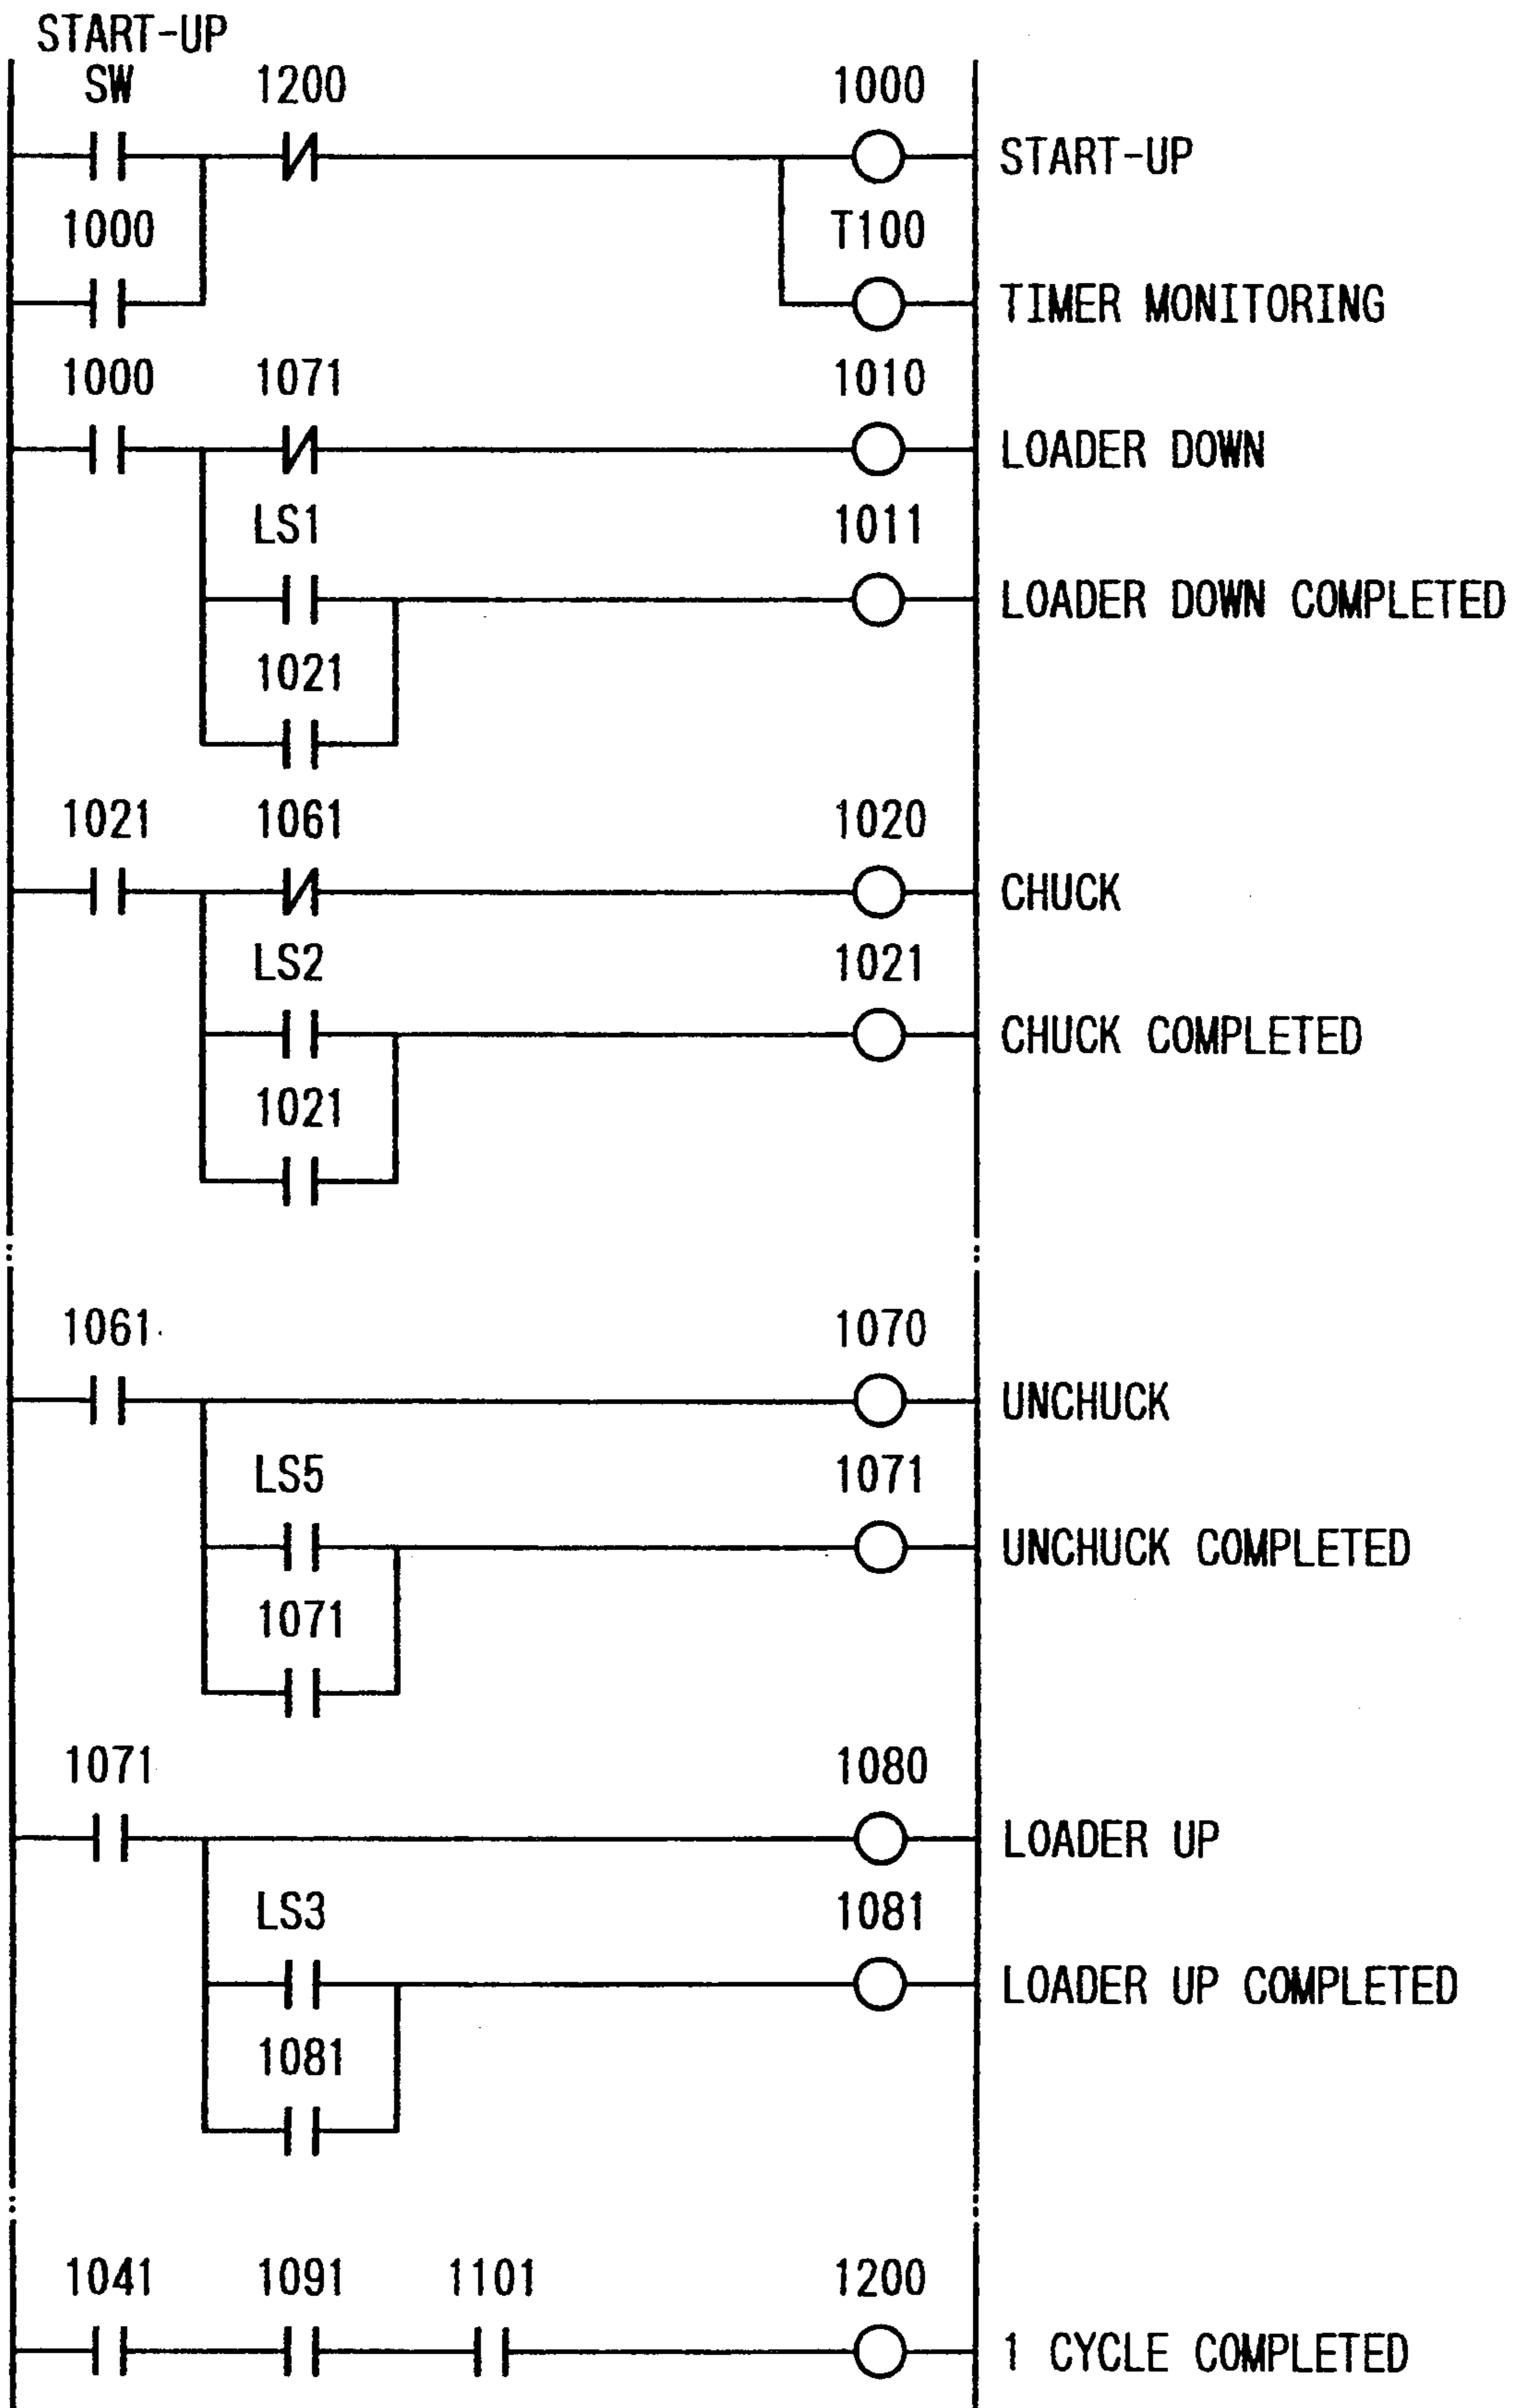 START-UP
SW 1200 1000
START-UP
1000 T100
TIMER MONITORING
1000 1071 1010
LOADER DOWN
LS1 1011
LOADER DOWN COMPLETED
1021
1021 1061 1020
CHUCK
LS2 1021
CHUCK COMPLETED
1021
1061 1070
UNCHUCK
LS5 1071
UNCHUCK COMPLETED
1071
1071 1080
LOADER UP
LS3 1081
LOADER UP COMPLETED
1081
1041 1091 1101 1200
1 CYCLE COMPLETED